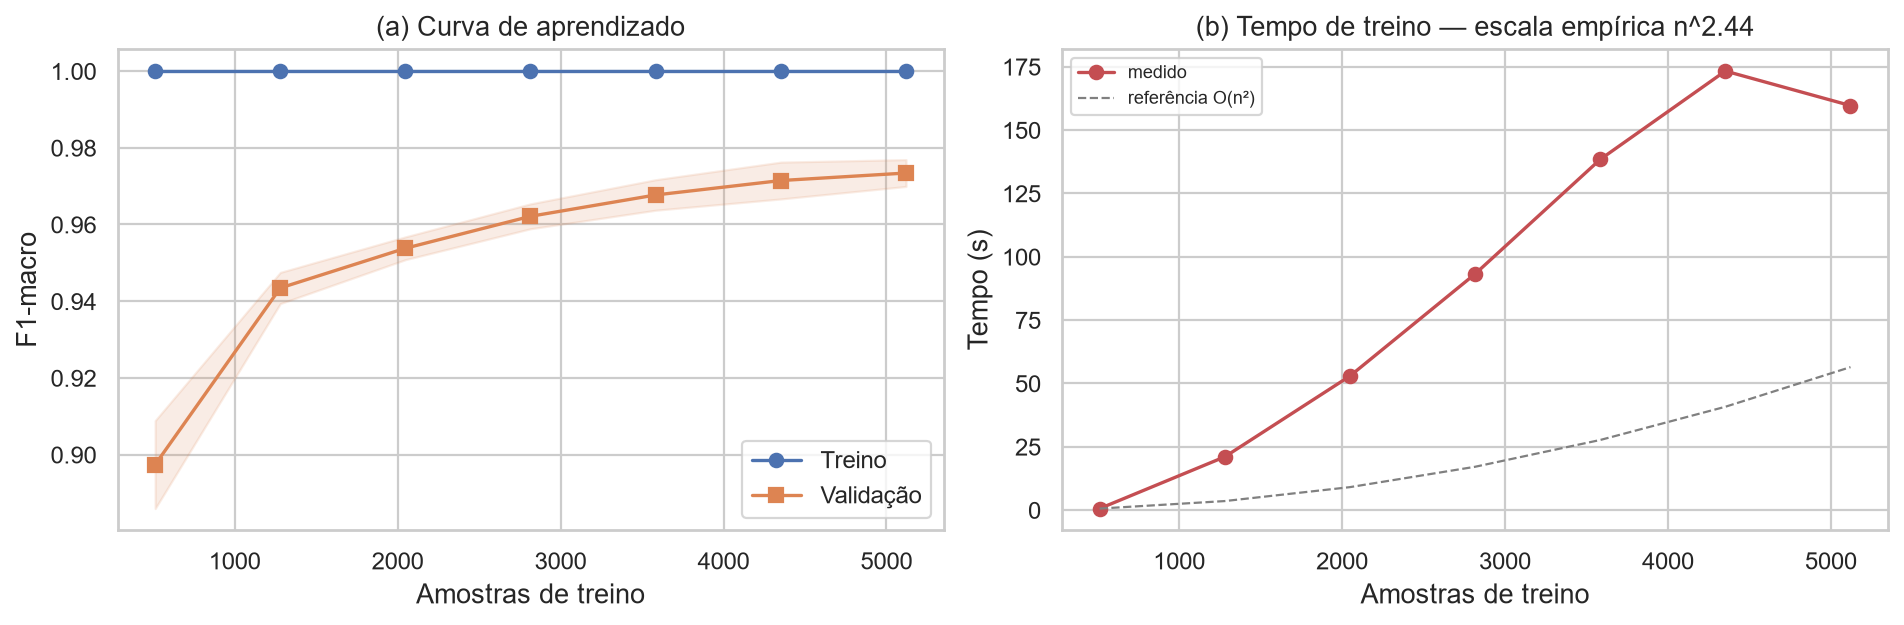 (a) Curva de aprendizado
1.00
0.98
0.96
0.94
0.92
0.90
F1-macro
1000
2000
3000
4000
5000
Amostras de treino
Treino
Validação
(b) Tempo de treino — escala empírica n^2.44
175
150
125
100
75
50
25
0
Tempo (s)
1000
2000
3000
4000
5000
Amostras de treino
medido
referência O(n²)